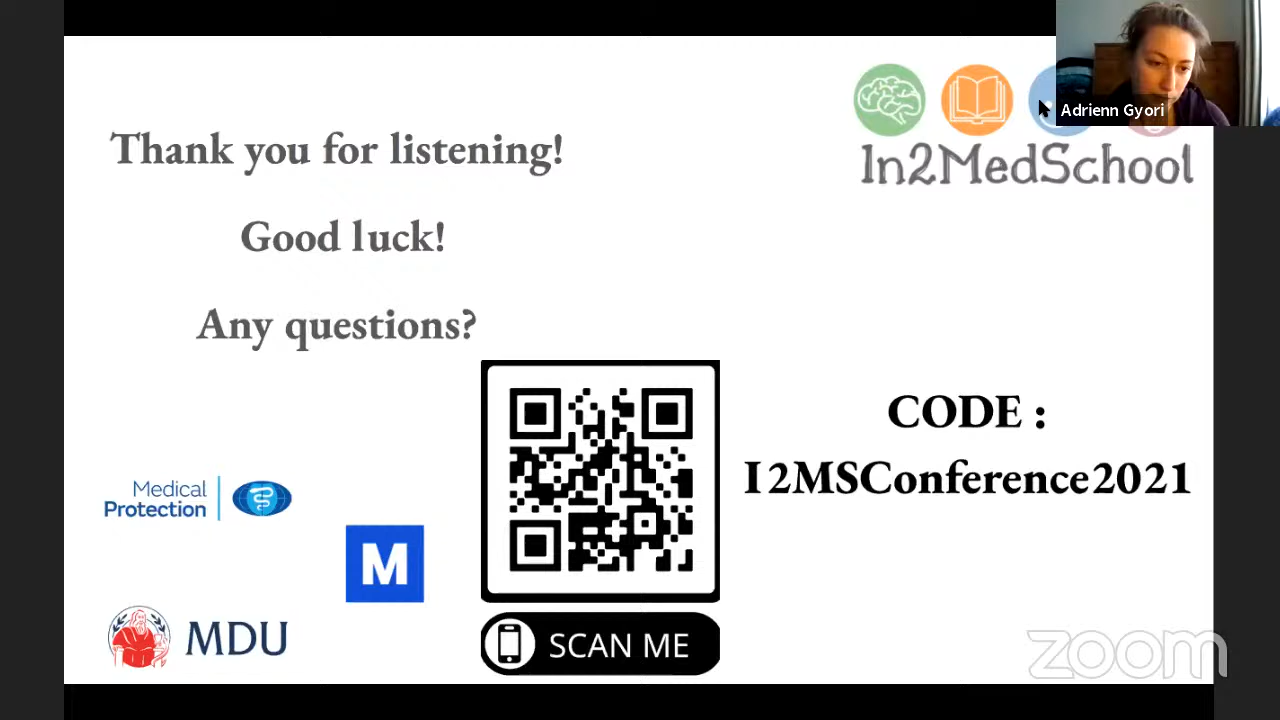 Adrienn Gyori
In2MedSchool
Thank you for listening!
Good luck!
Any questions?
CODE :
I2MSConference2021
Medical
Protection
M
MDU
SCAN ME
zoom